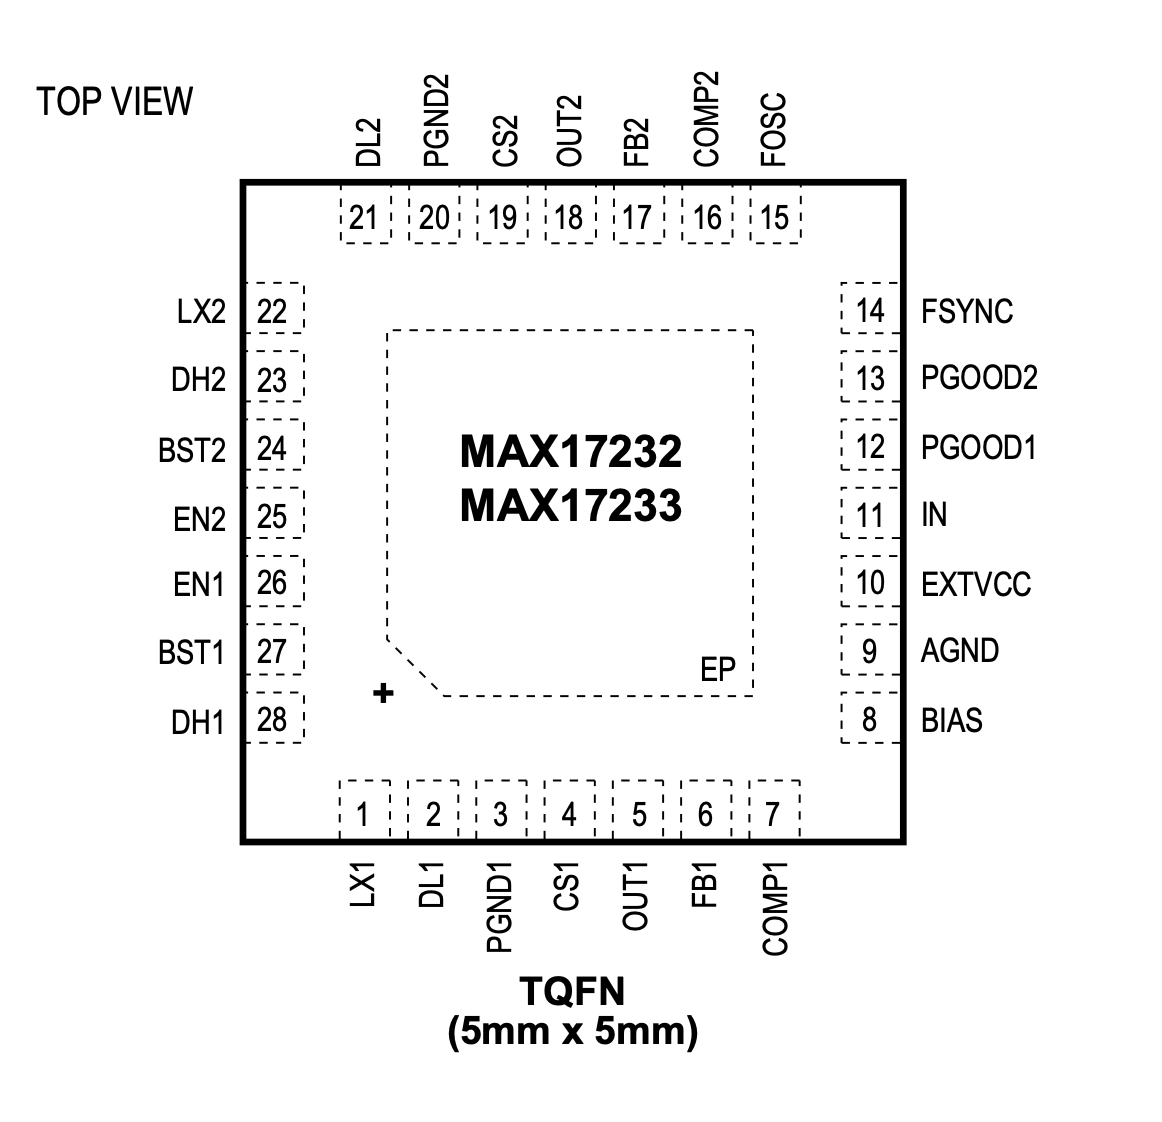 TOP VIEW
DL2
PGND2
CS2
OUT2
FB2
COMP2
FOSC
21 20 19 18 17 16 15
LX2 22
DH2 23
BST2 24
EN2 25
EN1 26
BST1 27
DH1 28
MAX17232
MAX17233
EP
+
14 FSYNC
13 PGOOD2
12 PGOOD1
11 IN
10 EXTVCC
9 AGND
8 BIAS
1 2 3 4 5 6 7
LX1
DL1
PGND1
CS1
OUT1
FB1
COMP1
TQFN
(5mm x 5mm)